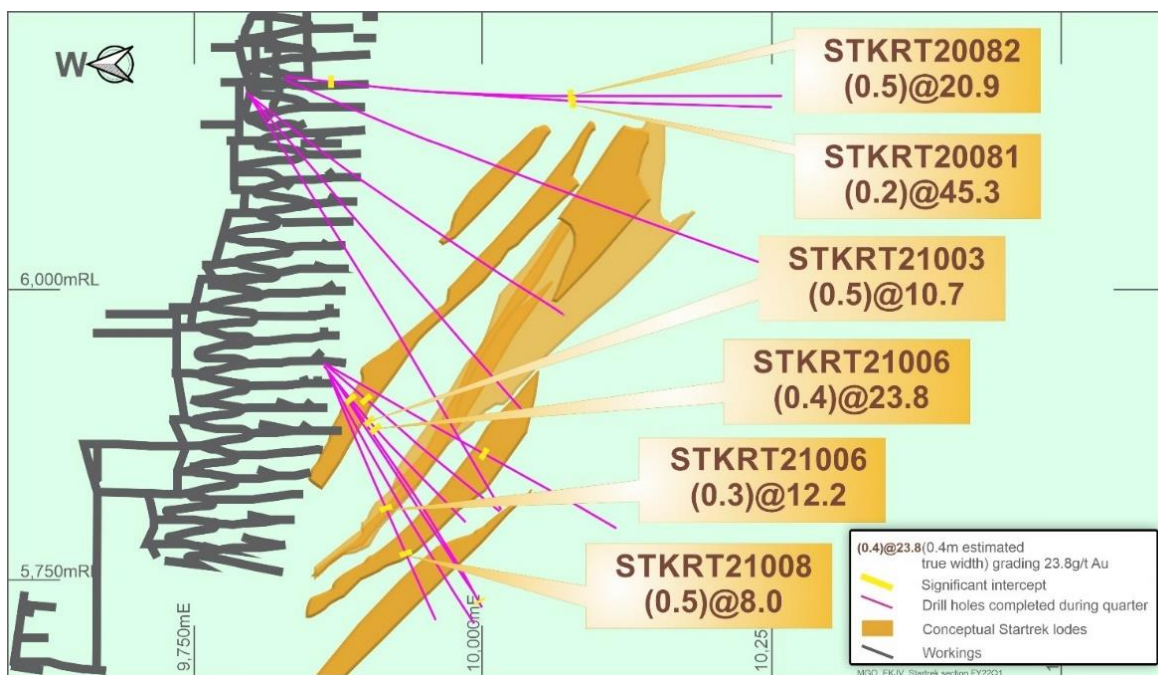 W
STKRT20082
(0.5)@20.9
STKRT20081
(0.2)@45.3
STKRT21003
(0.5)@10.7
6,000mRL
STKRT21006
(0.4)@23.8
STKRT21006
(0.3)@12.2
STKRT21008
(0.5)@8.0
5,750mRL
9,750mE
10,000mE
10,25
(0.4)@23.8 (0.4m estimated
true width) grading 23.8g/t Au
Significant intercept
Drill holes completed during quarter
Conceptual Startrek lodes
Workings
MGO_FKJV_Startrek section FY22Q1